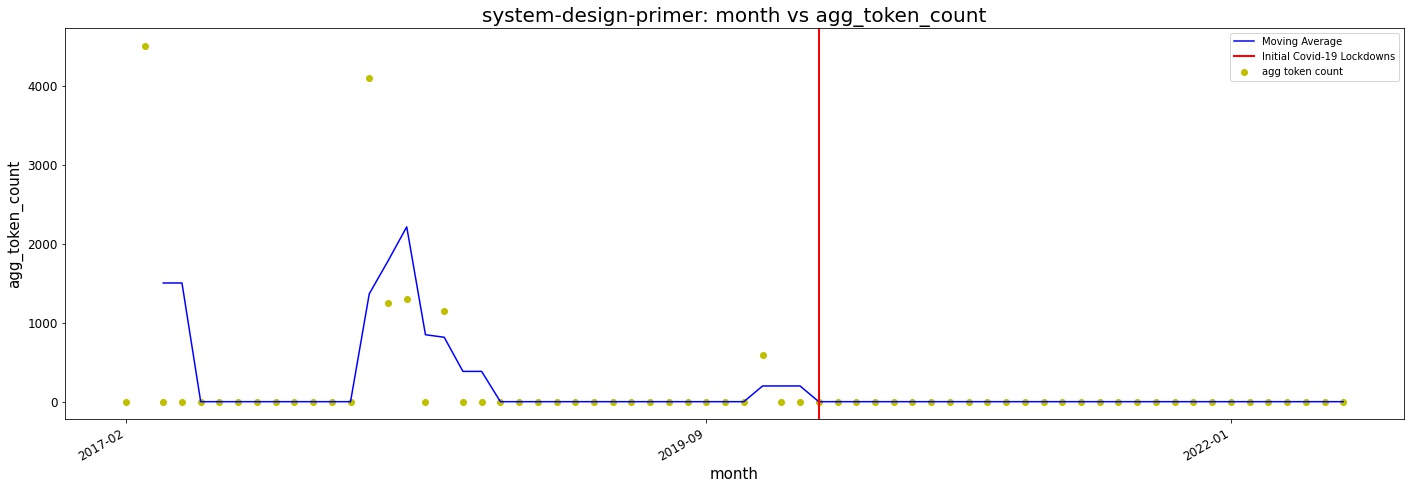 system-design-primer: month vs agg_token_count
Moving Average
Initial Covid-19 Lockdowns
agg token count
agg_token_count
4000
3000
2000
1000
0
2017-02
2019-09
2022-01
month